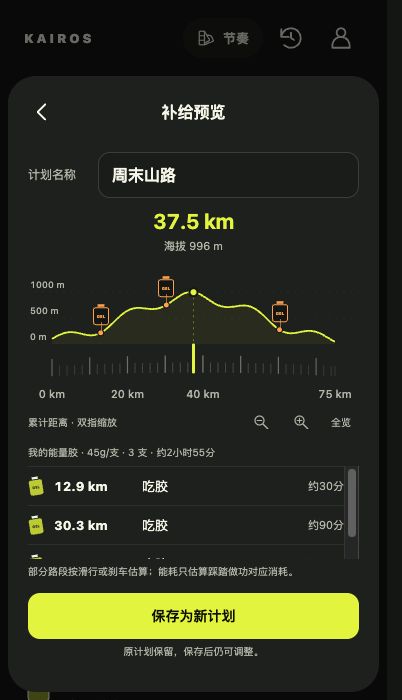 KAIROS
节奏
补给预览
计划名称
周末山路
37.5 km
海拔 996 m
1000 m
500 m
0 m
GEL
GEL
GEL
0 km 20 km 40 km 75 km
累计距离 · 双指缩放
全览
我的能量胶 · 45g/支 · 3 支 · 约2小时55分
GEL 12.9 km 吃胶 约30分
GEL 30.3 km 吃胶 约90分
部分路段按滑行或刹车估算；能耗只估算踩踏做功对应消耗。
保存为新计划
原计划保留，保存后仍可调整。